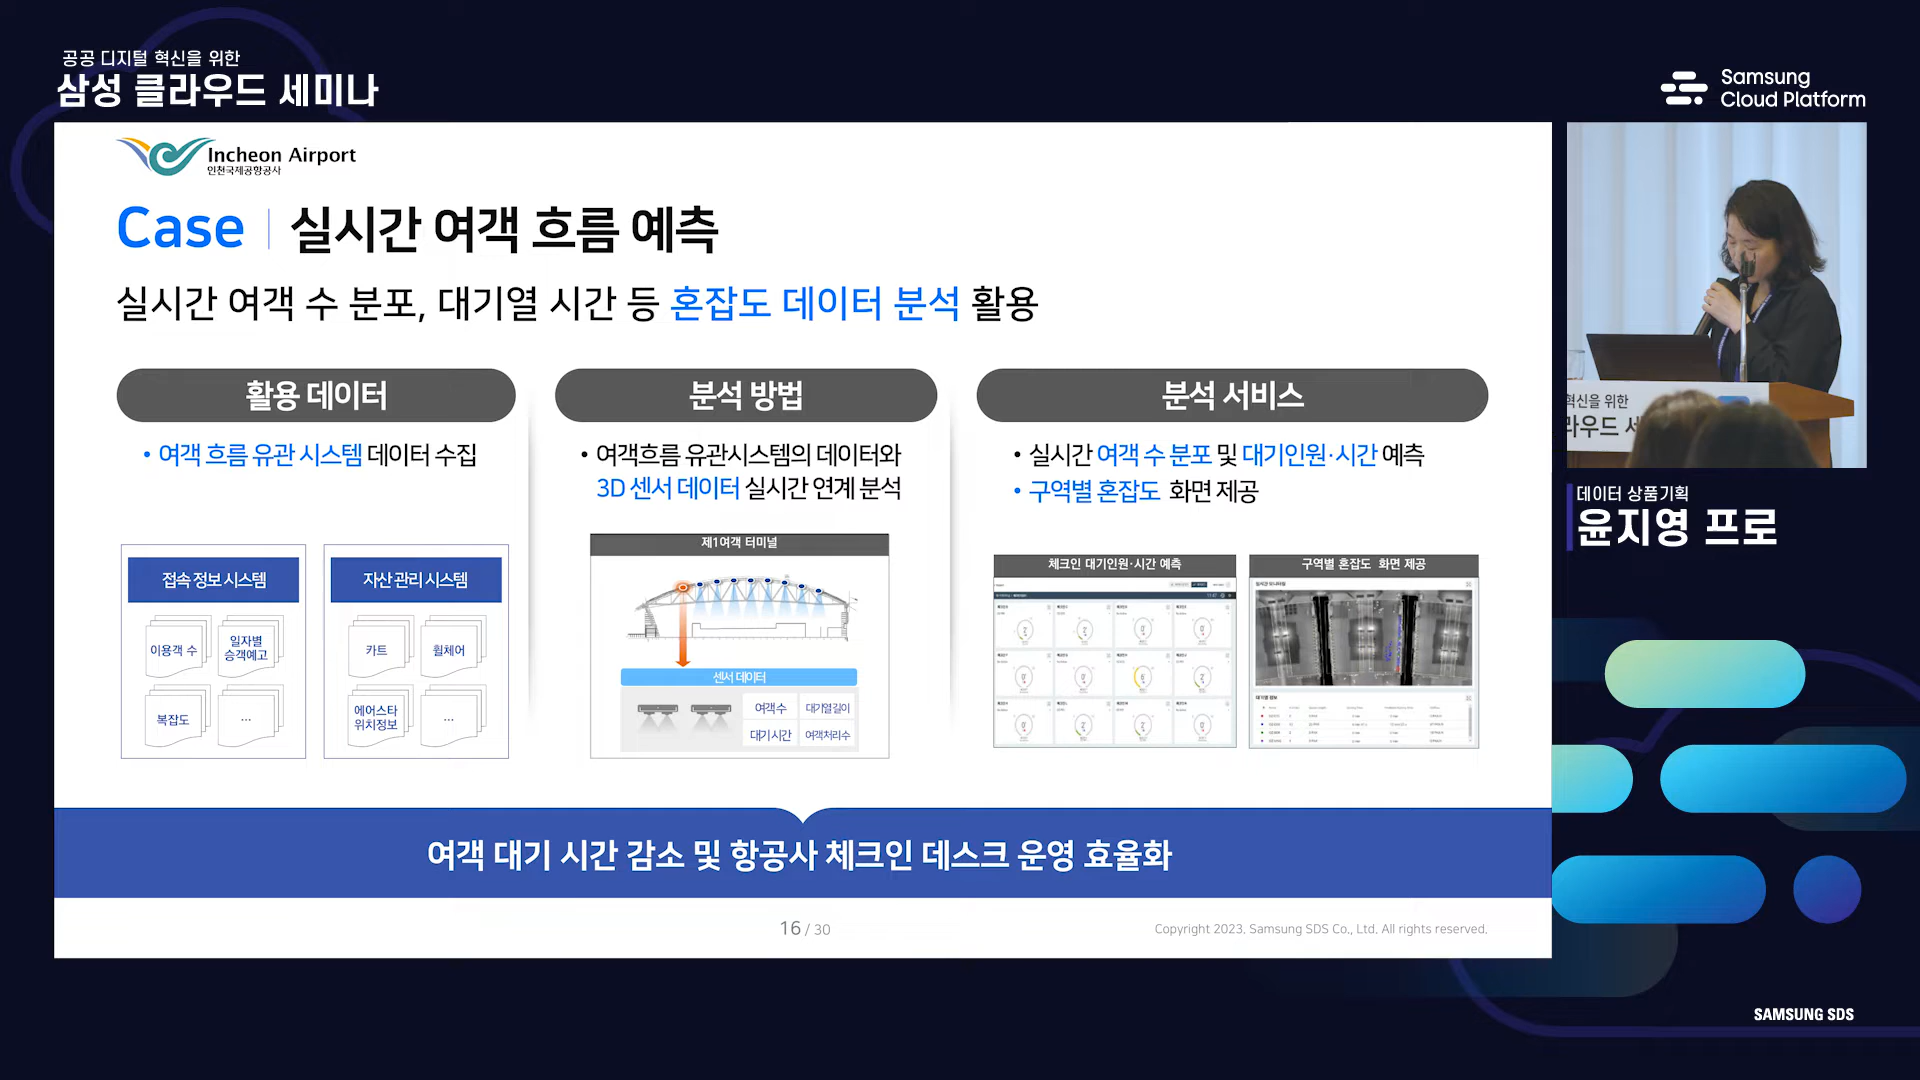 공공 디지털 혁신을 위한
삼성 클라우드 세미나
Samsung
Cloud Platform
Incheon Airport
인천국제공항공사
Case
실시간 여객 흐름 예측
실시간 여객 수 분포, 대기열 시간 등 혼잡도 데이터 분석 활용
활용 데이터
• 여객 흐름 유관 시스템 데이터 수집
접속 정보 시스템
이용객 수
일자별
승객예고
복잡도
...
자산 관리 시스템
카트
휠체어
에어스타
위치정보
...
분석 방법
• 여객흐름 유관시스템의 데이터와
3D 센서 데이터 실시간 연계 분석
제1여객 터미널
센서 데이터
여객수
대기열길이
대기시간
여객처리수
분석 서비스
• 실시간 여객 수 분포 및 대기인원·시간 예측
• 구역별 혼잡도 화면 제공
체크인 대기인원·시간 예측
구역별 혼잡도 화면 제공
여객 대기 시간 감소 및 항공사 체크인 데스크 운영 효율화
16 / 30
Copyright 2023. Samsung SDS Co., Ltd. All rights reserved.
혁신을 위한
라우드 세
데이터 상품기획
윤지영 프로
SAMSUNG SDS